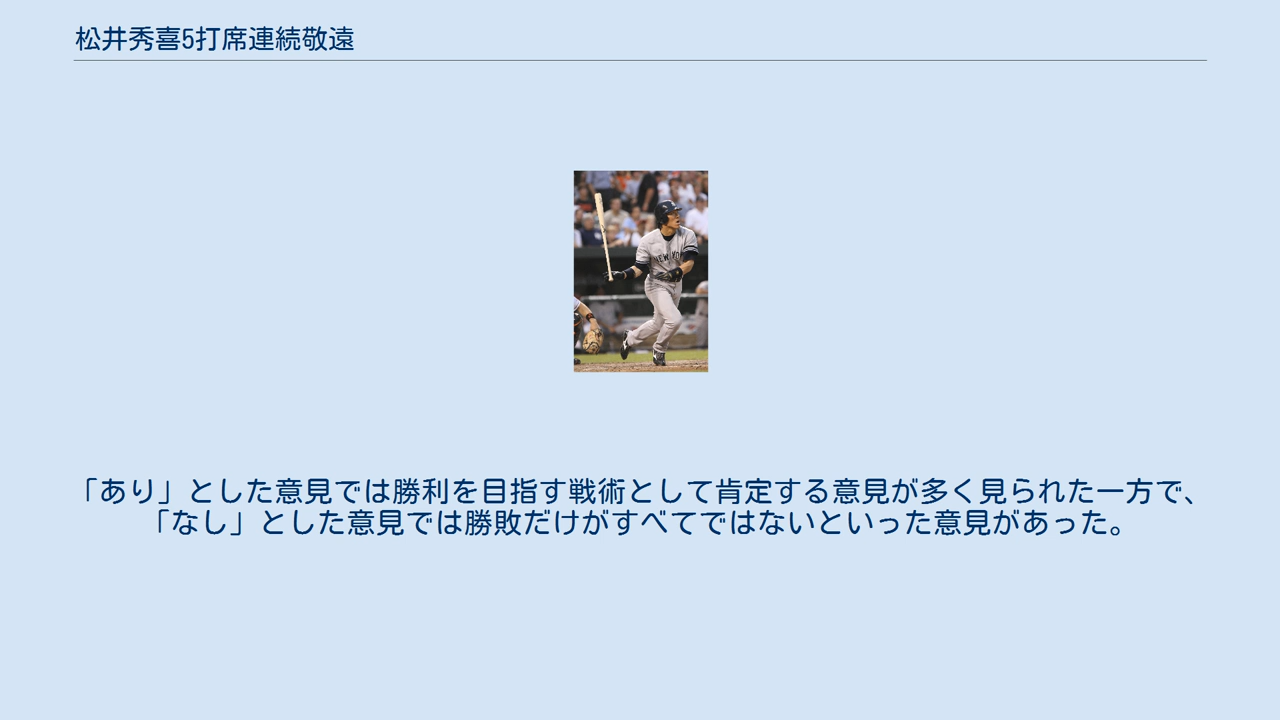 松井秀喜5打席連続敬遠
NEW YORK
「あり」とした意見では勝利を目指す戦術として肯定する意見が多く見られた一方で、
「なし」とした意見では勝敗だけがすべてではないといった意見があった。